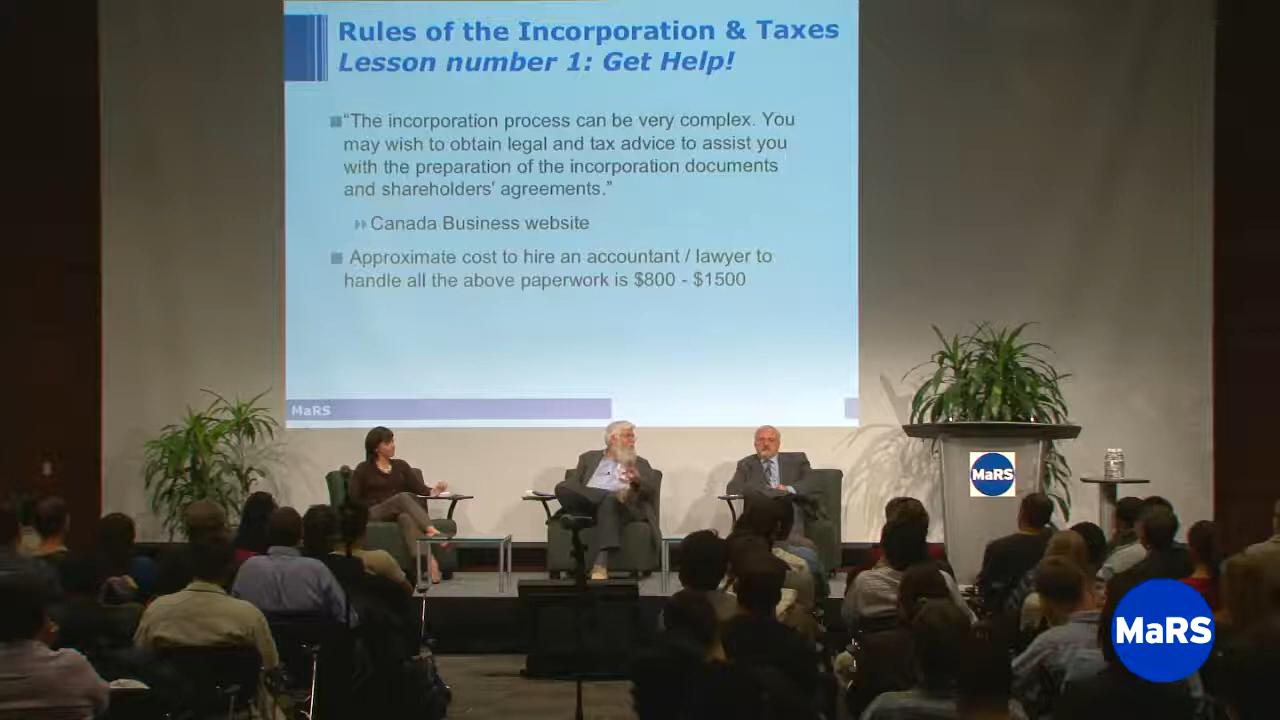 Rules of the Incorporation & Taxes
Lesson number 1: Get Help!
“The incorporation process can be very complex. You
may wish to obtain legal and tax advice to assist you
with the preparation of the incorporation documents
and shareholders’ agreements.”
Canada Business website
Approximate cost to hire an accountant / lawyer to
handle all the above paperwork is $800 - $1500
MaRS
MaRS
MaRS